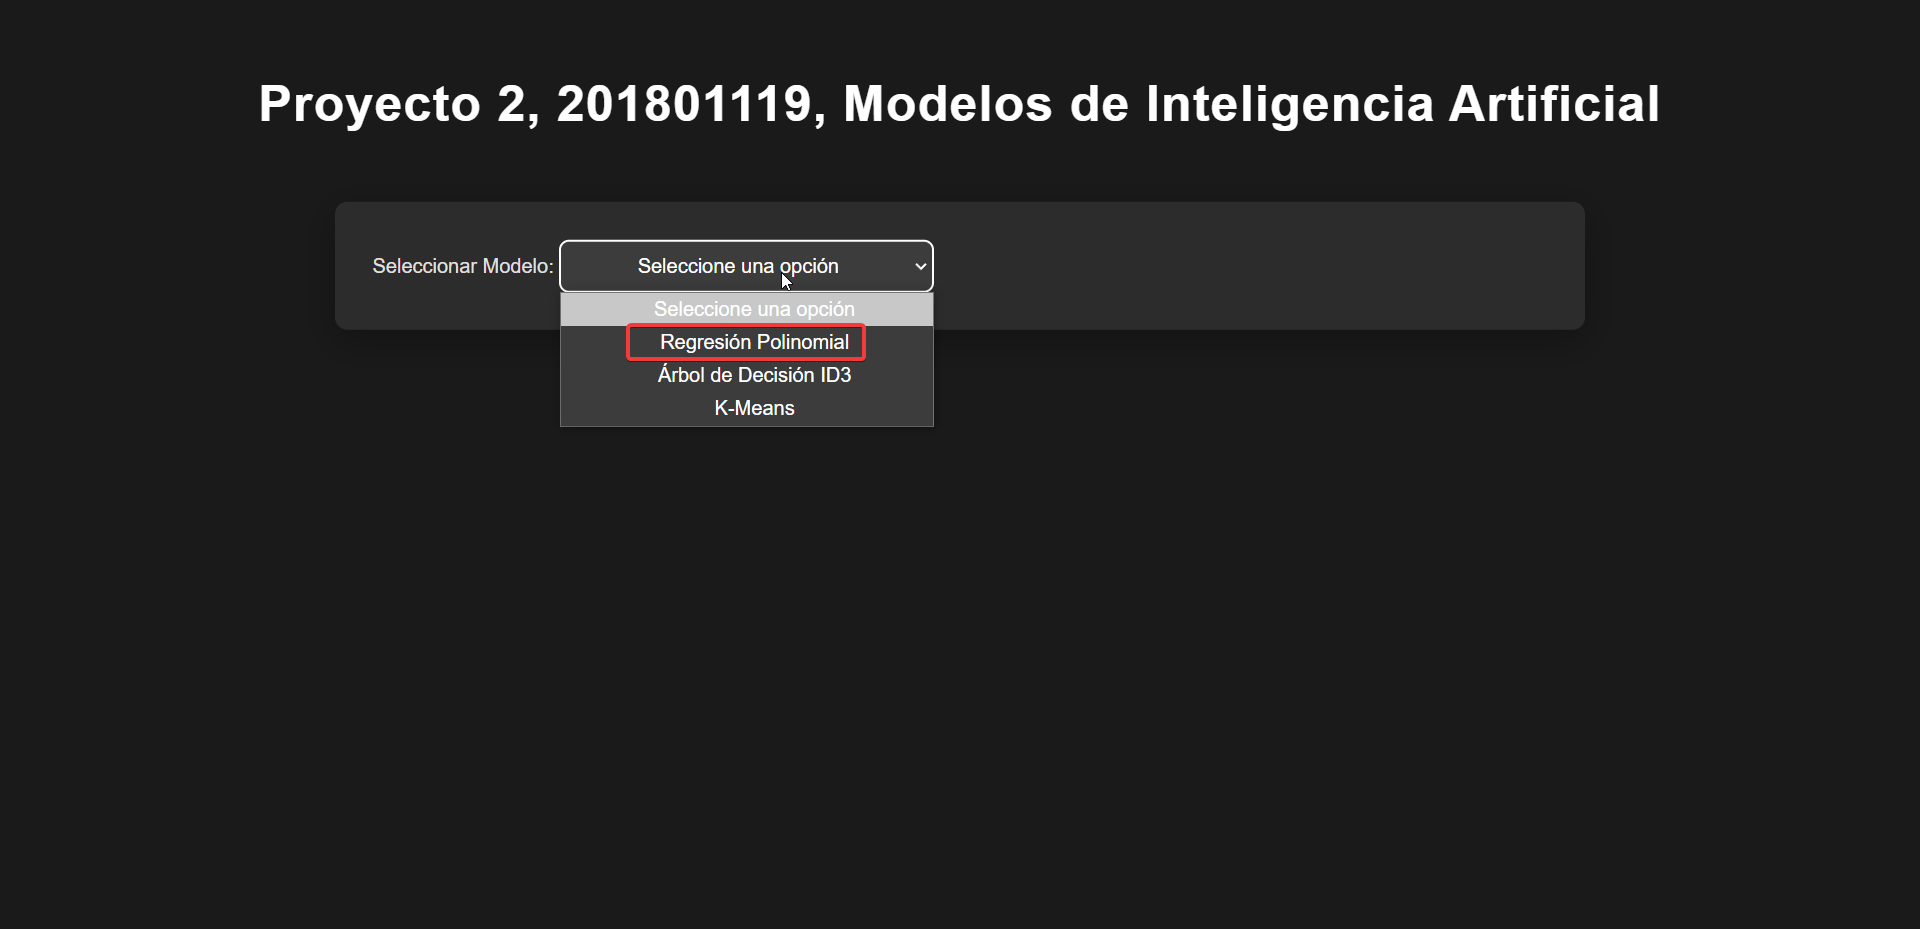 Proyecto 2, 201801119, Modelos de Inteligencia Artificial
Seleccionar Modelo: Seleccione una opción
Seleccione una opción
Regresión Polinomial
Árbol de Decisión ID3
K-Means